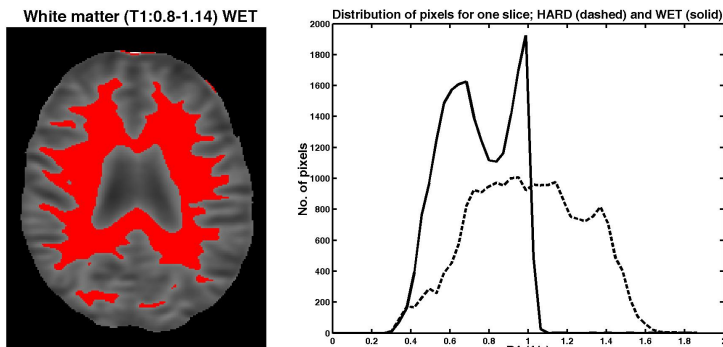 White matter (T1:0.8-1.14) WET
Distribution of pixels for one slice; HARD (dashed) and WET (solid)
No. of pixels
2000
1800
1600
1400
1200
1000
800
600
400
200
0
0 0.2 0.4 0.6 0.8 1 1.2 1.4 1.6 1.8